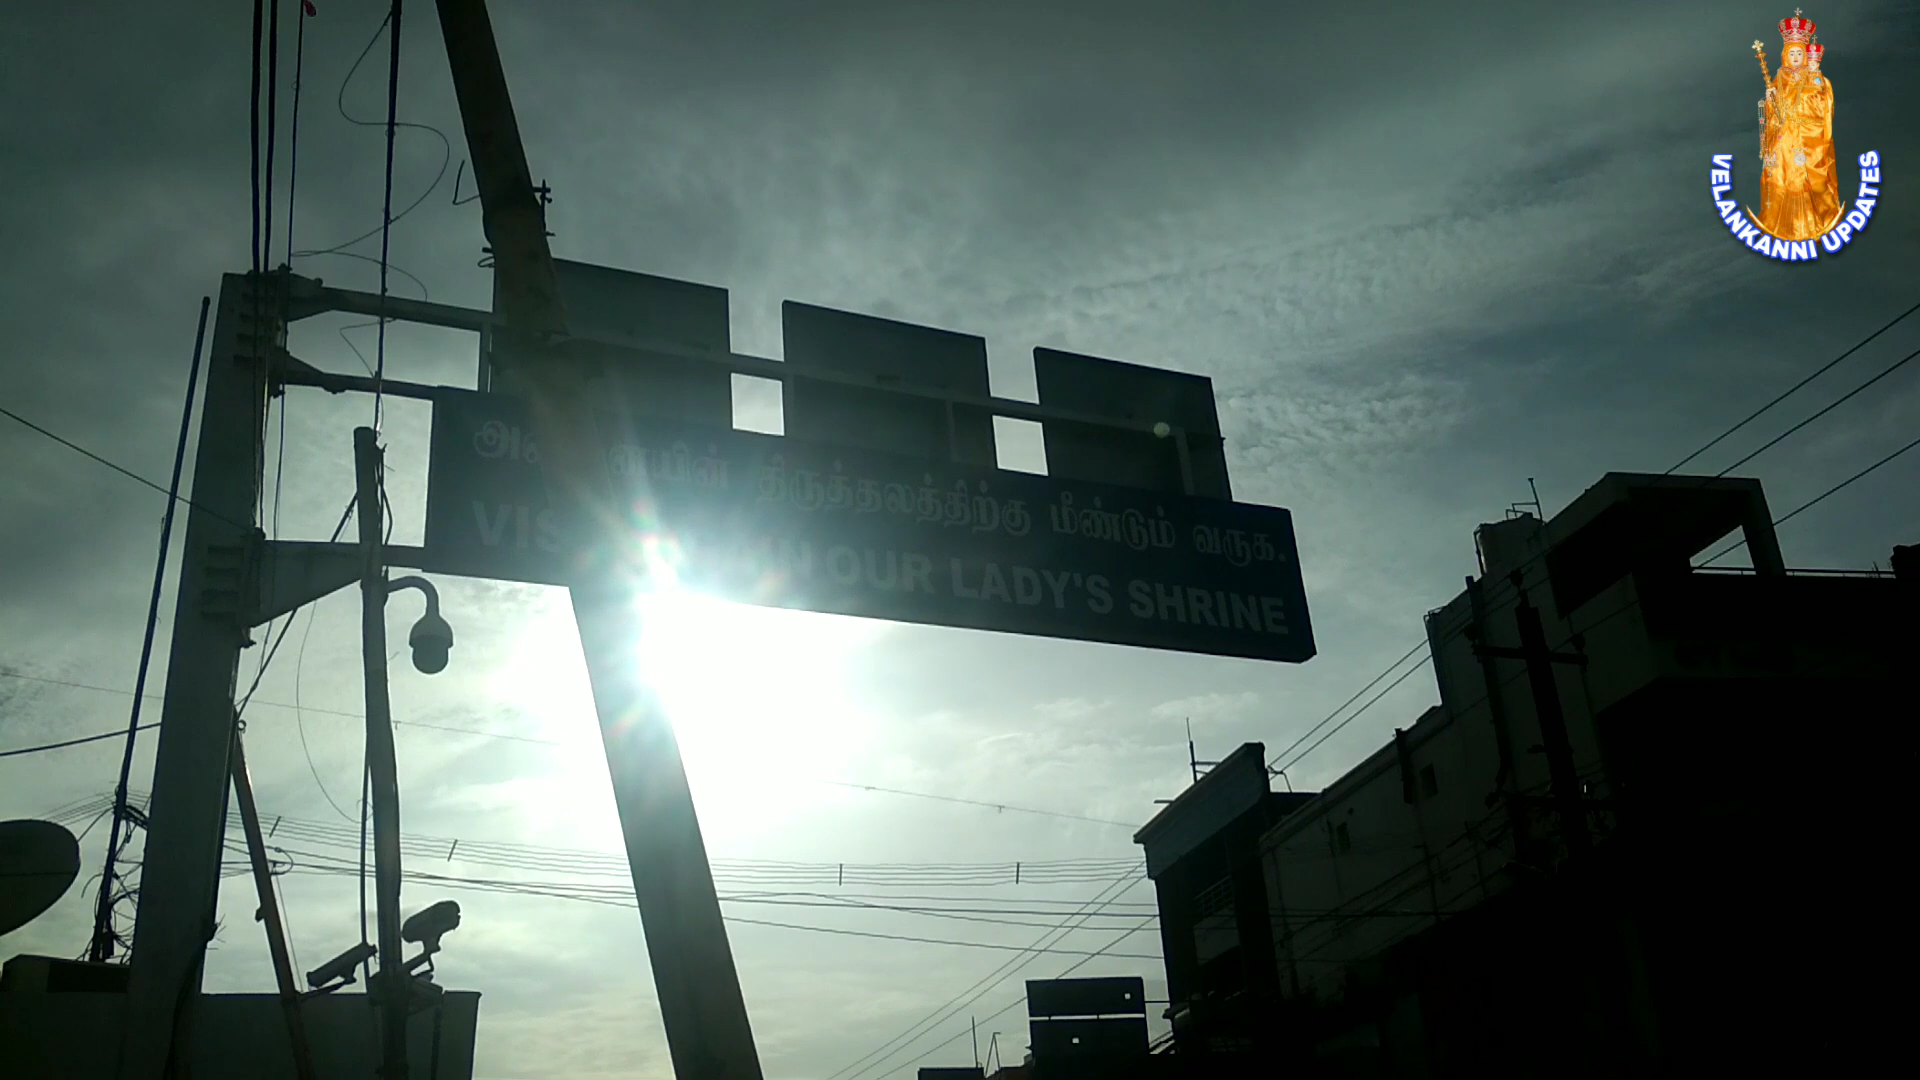 திருத்தலத்திற்கு மீண்டும் வருக.
OUR LADY'S SHRINE
VELANKANNI UPDATES